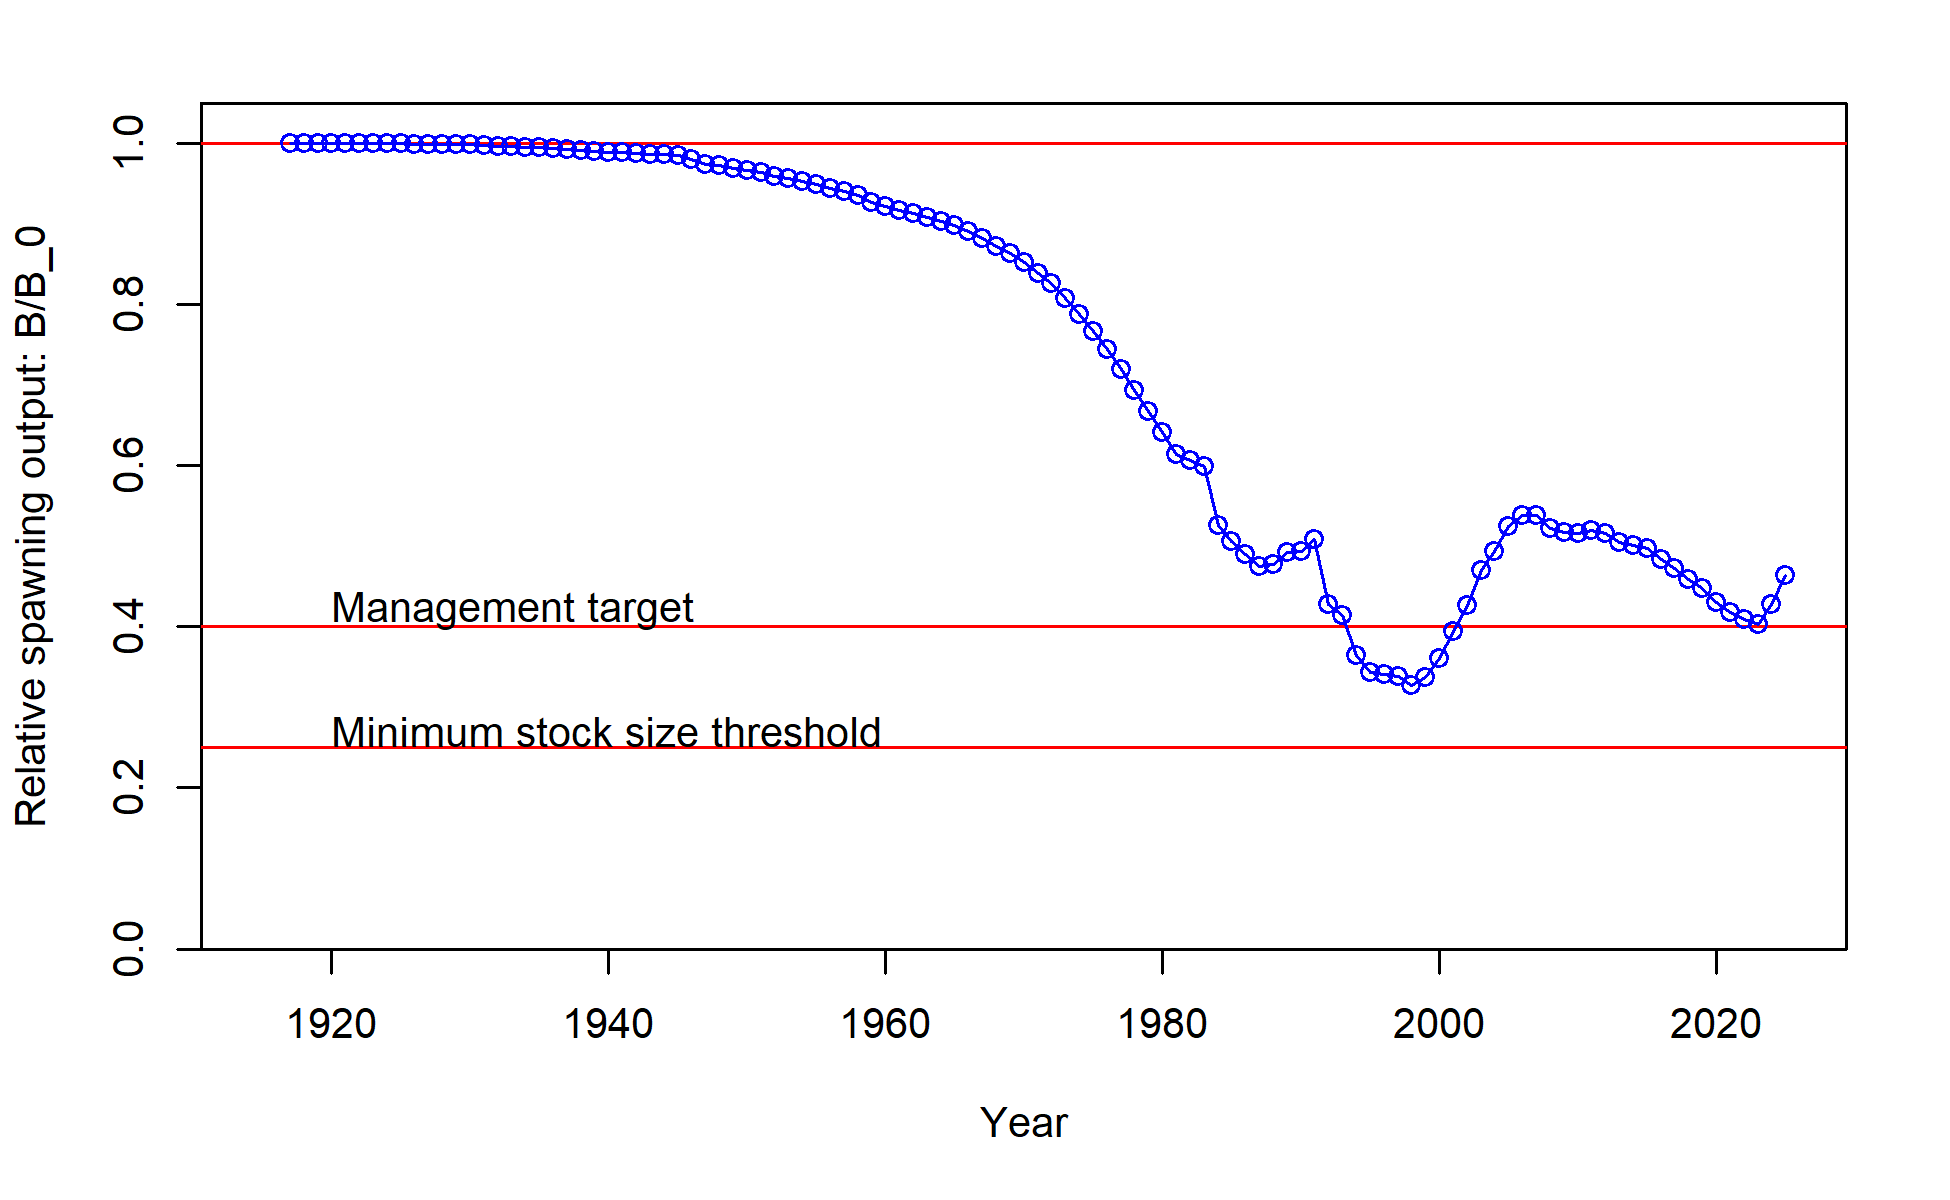 Relative spawning output: B/B_0
1.0
0.8
0.6
0.4
0.2
0.0
Management target
Minimum stock size threshold
1920 1940 1960 1980 2000 2020
Year